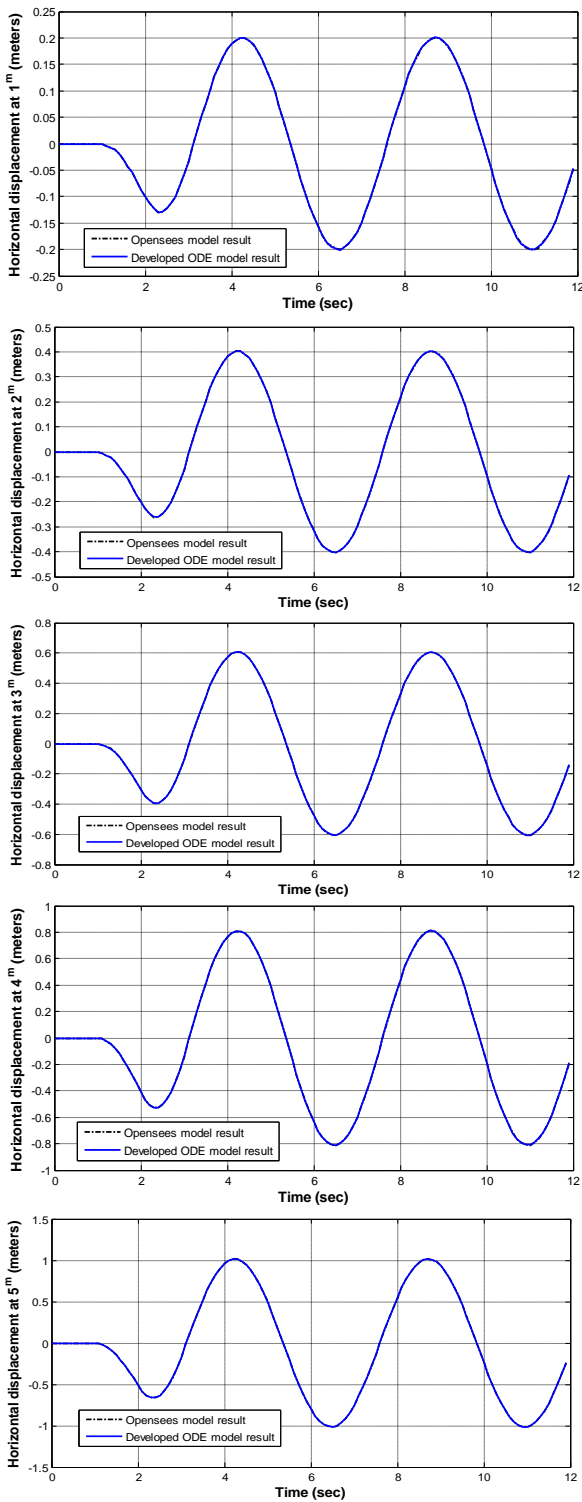 Horizontal displacement at 1 m (meters)
0.25
0.2
0.15
0.1
0.05
0
-0.05
-0.1
-0.15
-0.2
-0.25
Opensees model result
Developed ODE model result
0 2 4 6 8 10 12
Time (sec)
Horizontal displacement at 2 m (meters)
0.5
0.4
0.3
0.2
0.1
0
-0.1
-0.2
-0.3
-0.4
-0.5
Opensees model result
Developed ODE model result
0 2 4 6 8 10 12
Time (sec)
Horizontal displacement at 3 m (meters)
0.8
0.6
0.4
0.2
0
-0.2
-0.4
-0.6
-0.8
Opensees model result
Developed ODE model result
0 2 4 6 8 10 12
Time (sec)
Horizontal displacement at 4 m (meters)
1
0.8
0.6
0.4
0.2
0
-0.2
-0.4
-0.6
-0.8
-1
Opensees model result
Developed ODE model result
0 2 4 6 8 10 12
Time (sec)
Horizontal displacement at 5 m (meters)
1.5
1
0.5
0
-0.5
-1
-1.5
Opensees model result
Developed ODE model result
0 2 4 6 8 10 12
Time (sec)